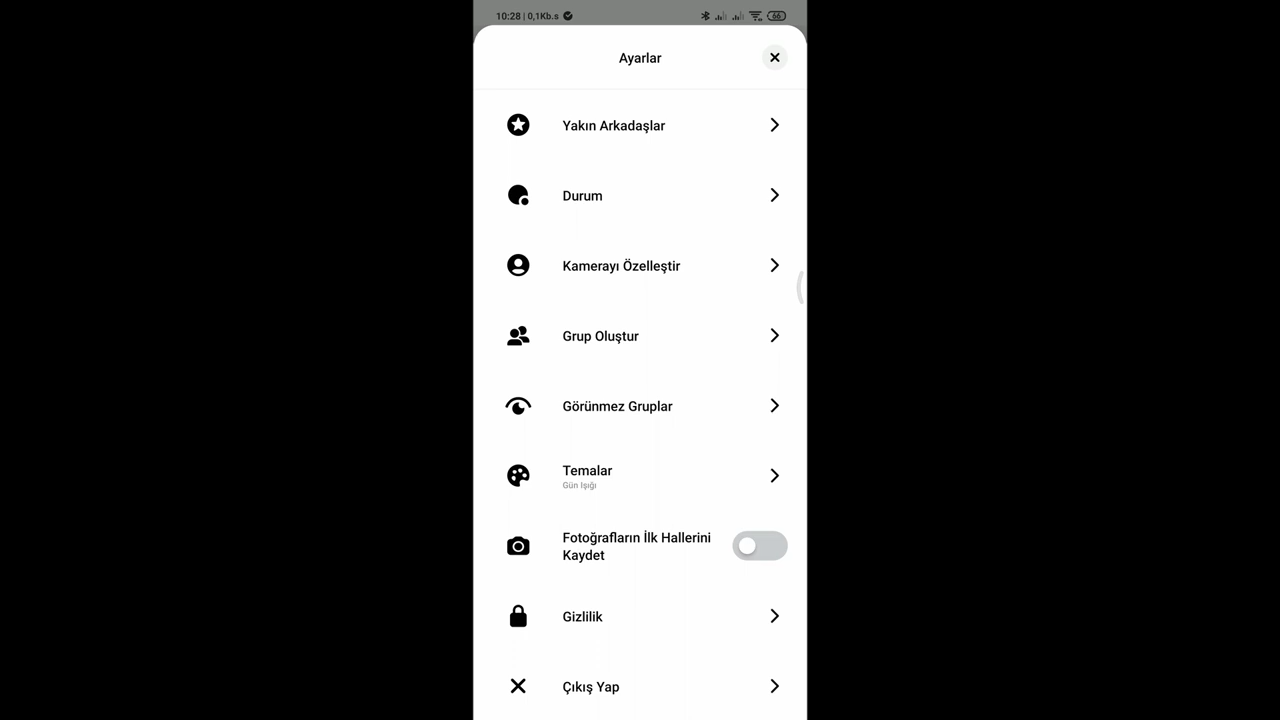 10:28 | 0,1Kb.s
66
Ayarlar
Yakın Arkadaşlar
Durum
Kamerayı Özelleştir
Grup Oluştur
Görünmez Gruplar
Temalar
Gün Işığı
Fotoğrafların İlk Hallerini
Kaydet
Gizlilik
Çıkış Yap